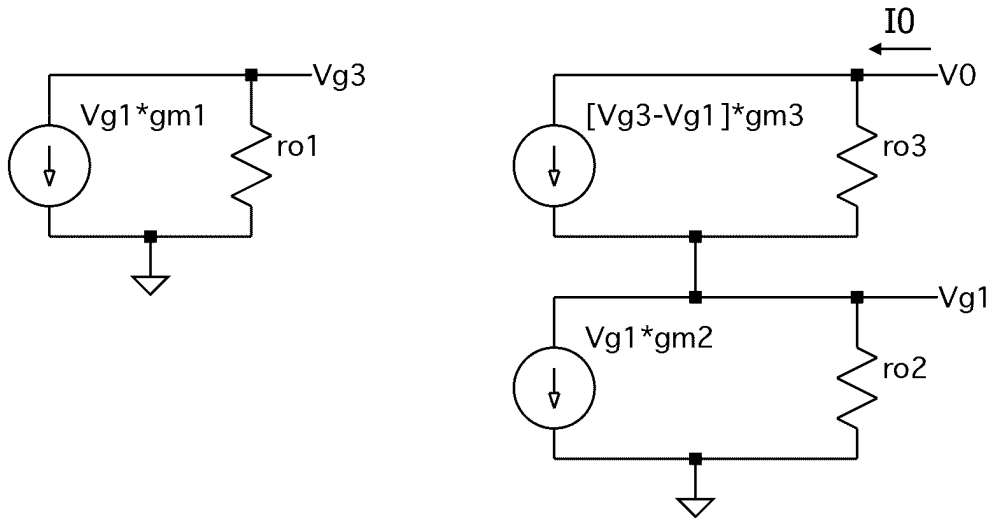 I0
Vg3
V0
Vg1*gm1
[Vg3-Vg1]*gm3
ro1
ro3
Vg1
Vg1*gm2
ro2